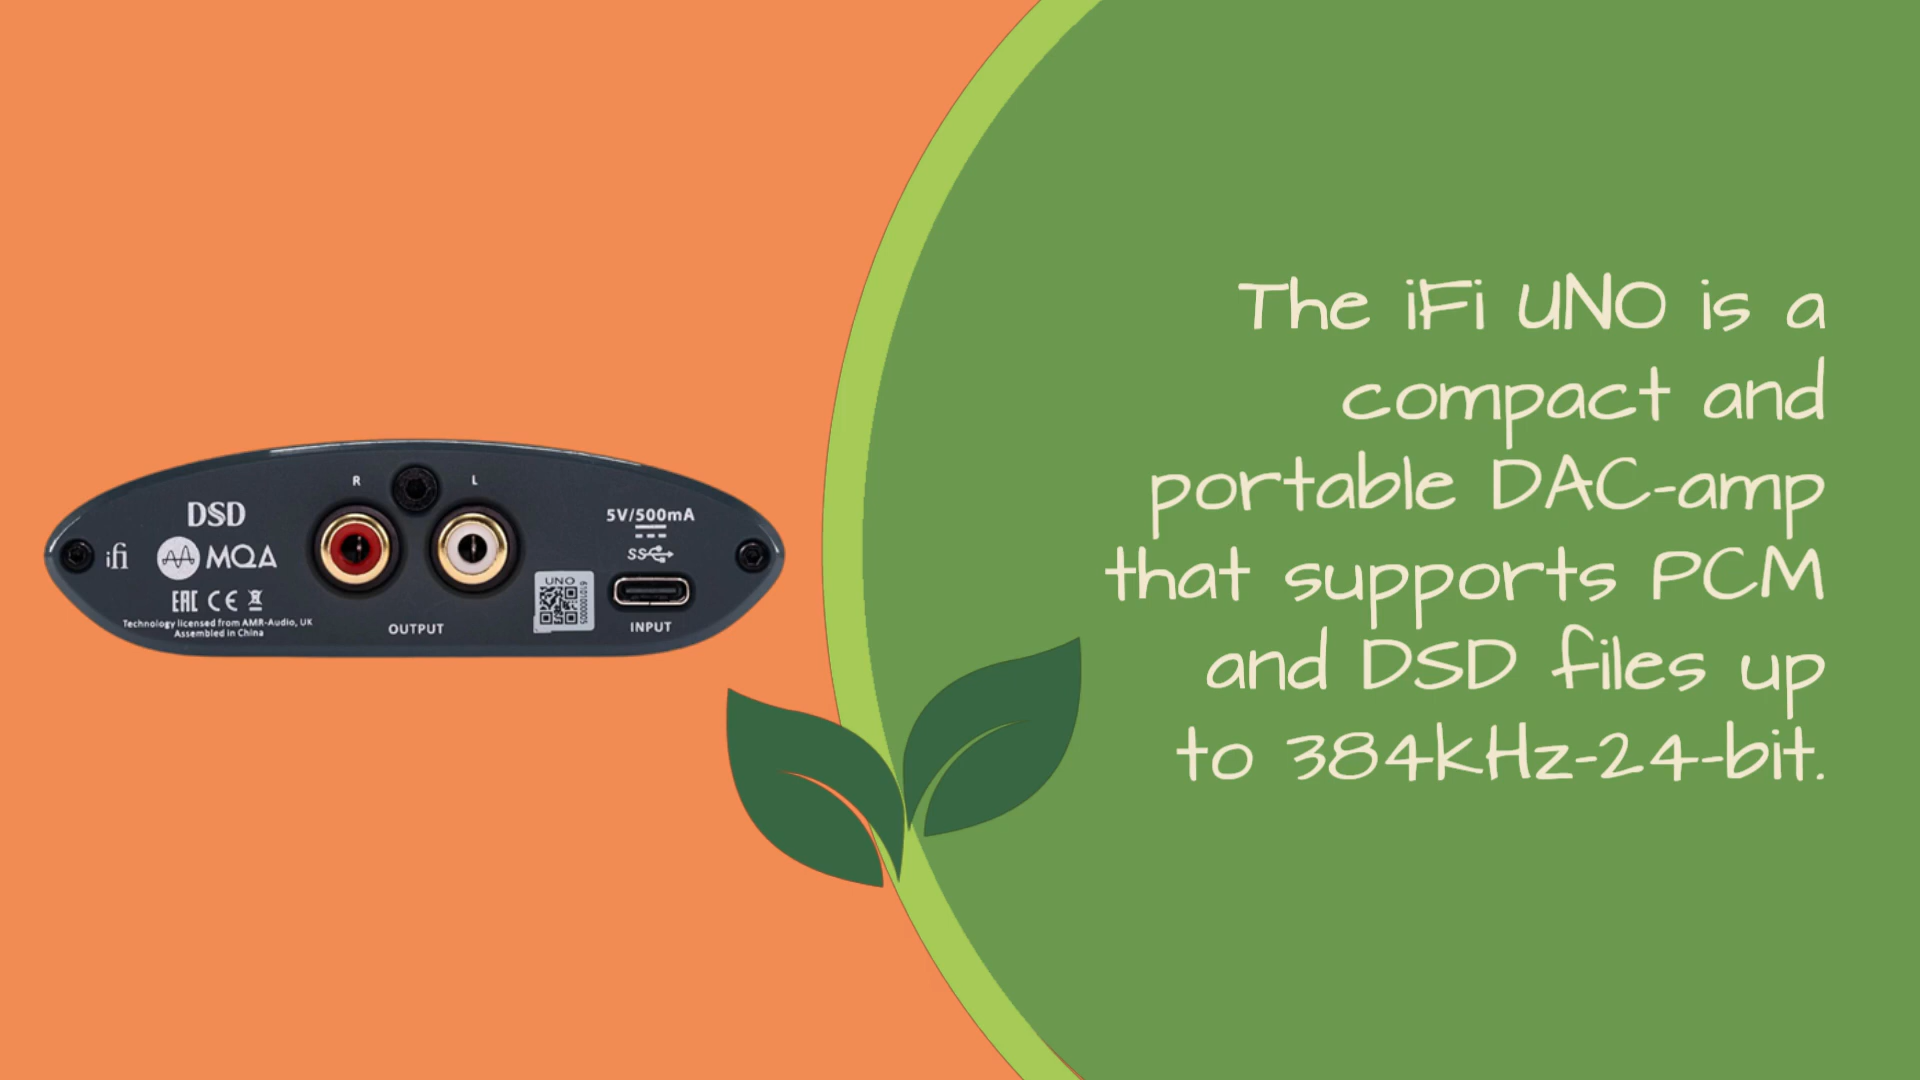 The iFi UNO is a
compact and
portable DAC-amp
that supports PCM
and DSD files up
to 384kHz-24-bit.
R
L
DSD
5V/500mA
SS
ifi
MQA
UNO
EAC CE
Technology licensed from AMR-Audio, UK
Assembled in China
OUTPUT
INPUT